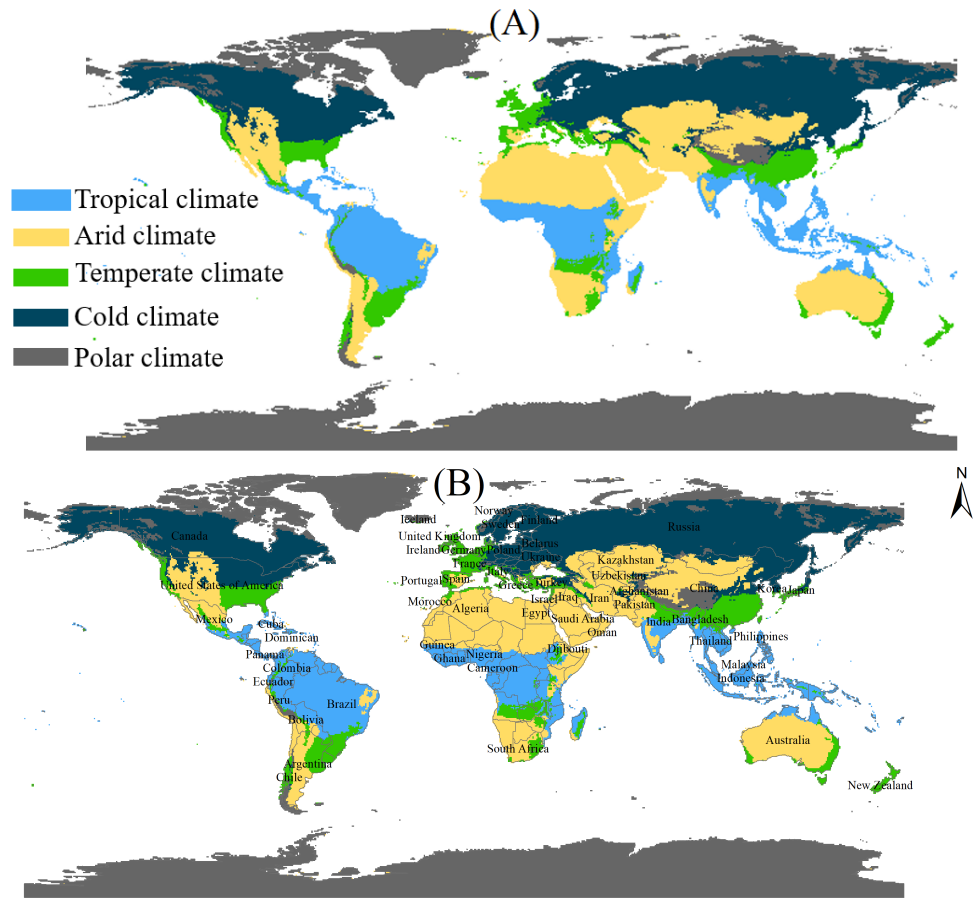 (A)
Tropical climate
Arid climate
Temperate climate
Cold climate
Polar climate
(B)
N
Iceland
Norway
Sweden
Finland
Russia
Canada
United Kingdom
Belarus
Ireland
Germany
Poland
Ukraine
France
Kazakhstan
Italy
Uzbekistan
United States of America
Portugal
Spain
Greece
Turkey
Afghanistan
China
Korea
Japan
Morocco
Algeria
Israel
Iraq
Iran
Pakistan
Egypt
Mexico
Cuba
Saudi Arabia
India
Bangladesh
Dominican
Oman
Thailand
Philippines
Guinea
Djibouti
Panama
Ghana
Nigeria
Colombia
Cameroon
Malaysia
Ecuador
Indonesia
Peru
Brazil
Bolivia
Australia
South Africa
Argentina
Chile
New Zealand